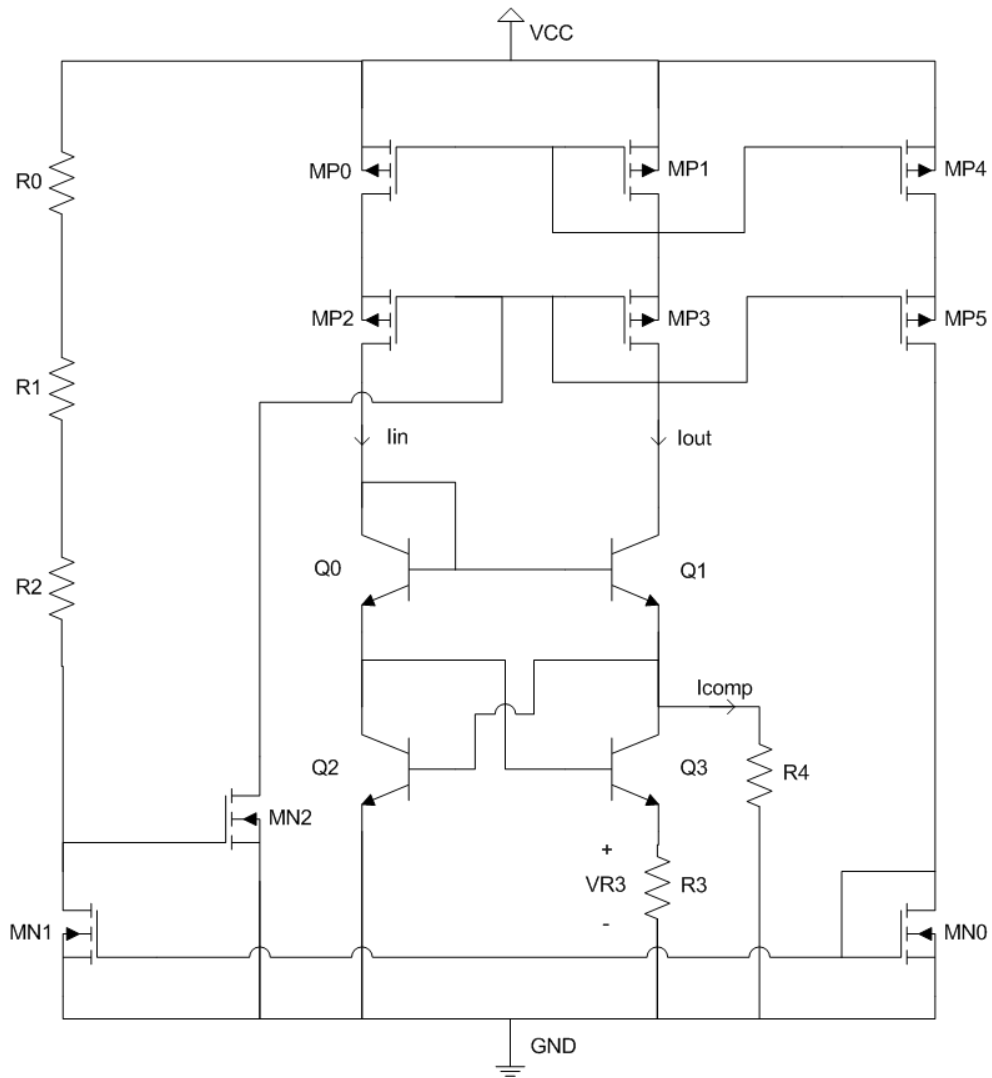 VCC
MP0
MP1
MP4
R0
MP2
MP3
MP5
R1
Iin
Iout
Q0
Q1
R2
Icomp
Q2
Q3
R4
MN2
+
VR3
R3
-
MN1
MN0
GND